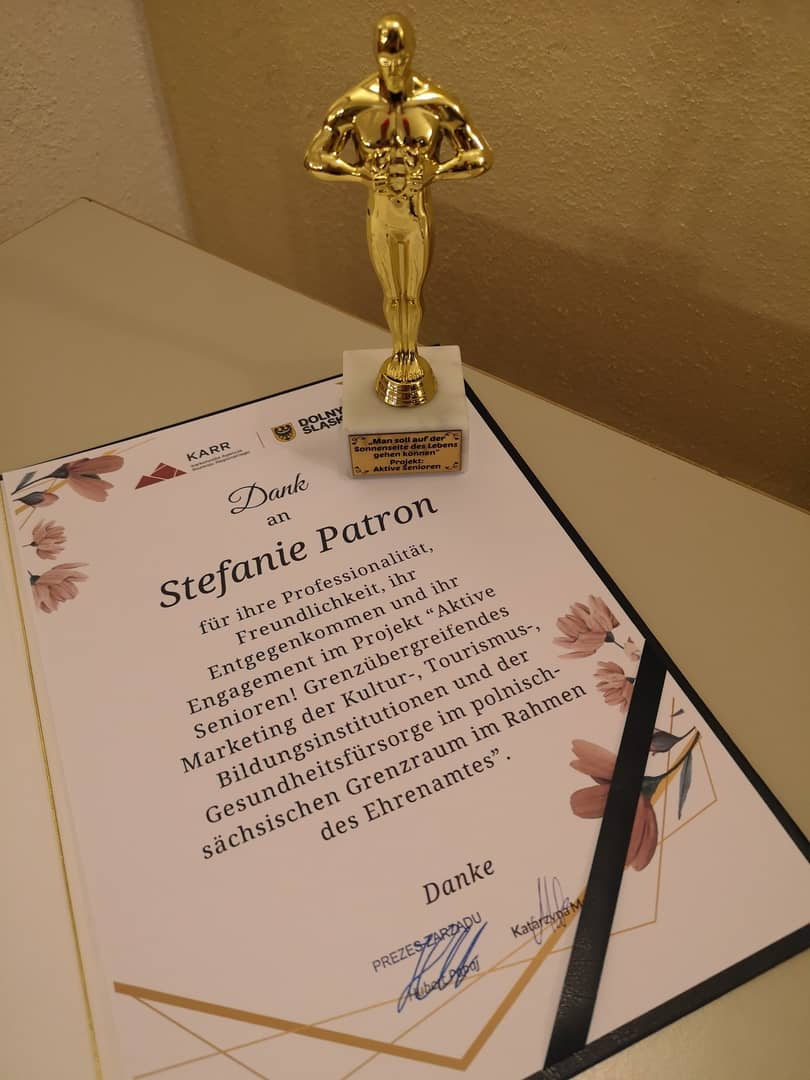 „Man soll auf der
Sonnenseite des Lebens
gehen können"
Projekt:
Aktive Senioren
KARR
DOLNY
ŚLĄSK
Dank
an
Stefanie Patron
für ihre Professionalität,
Freundlichkeit, ihr
Entgegenkommen und ihr
Engagement im Projekt “Aktive
Senioren! Grenzübergreifendes
Marketing der Kultur-, Tourismus-,
Bildungsinstitutionen und der
Gesundheitsfürsorge im polnisch-
sächsischen Grenzraum im Rahmen
des Ehrenamtes” .
Danke
PREZES ZARZĄDU
Hubert
Katarzyna M